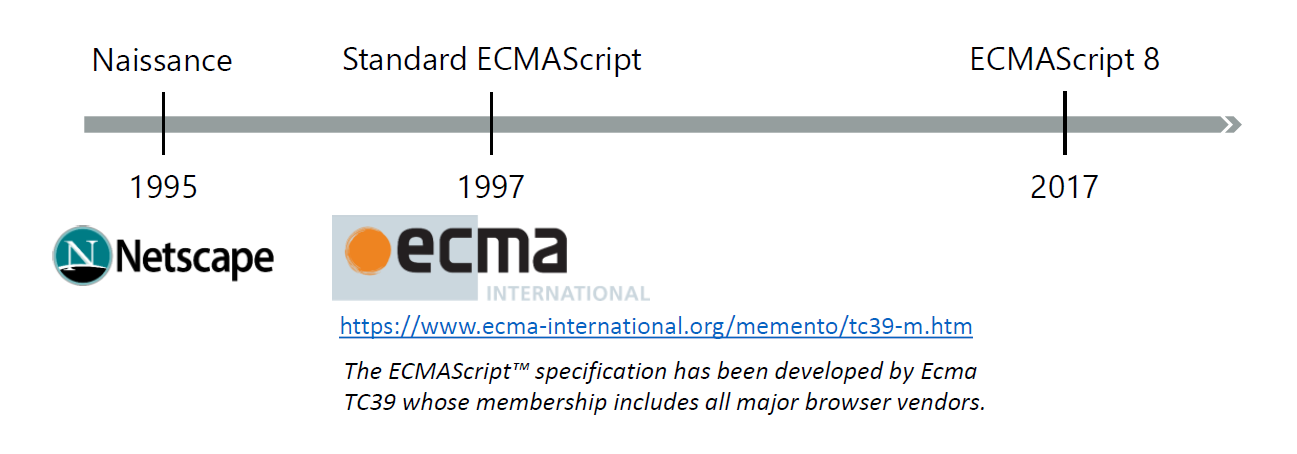 Naissance
Standard ECMAScript
ECMAScript 8
1995
1997
2017
N Netscape
ecma
INTERNATIONAL
https://www.ecma-international.org/memento/tc39-m.htm
The ECMAScript™ specification has been developed by Ecma
TC39 whose membership includes all major browser vendors.